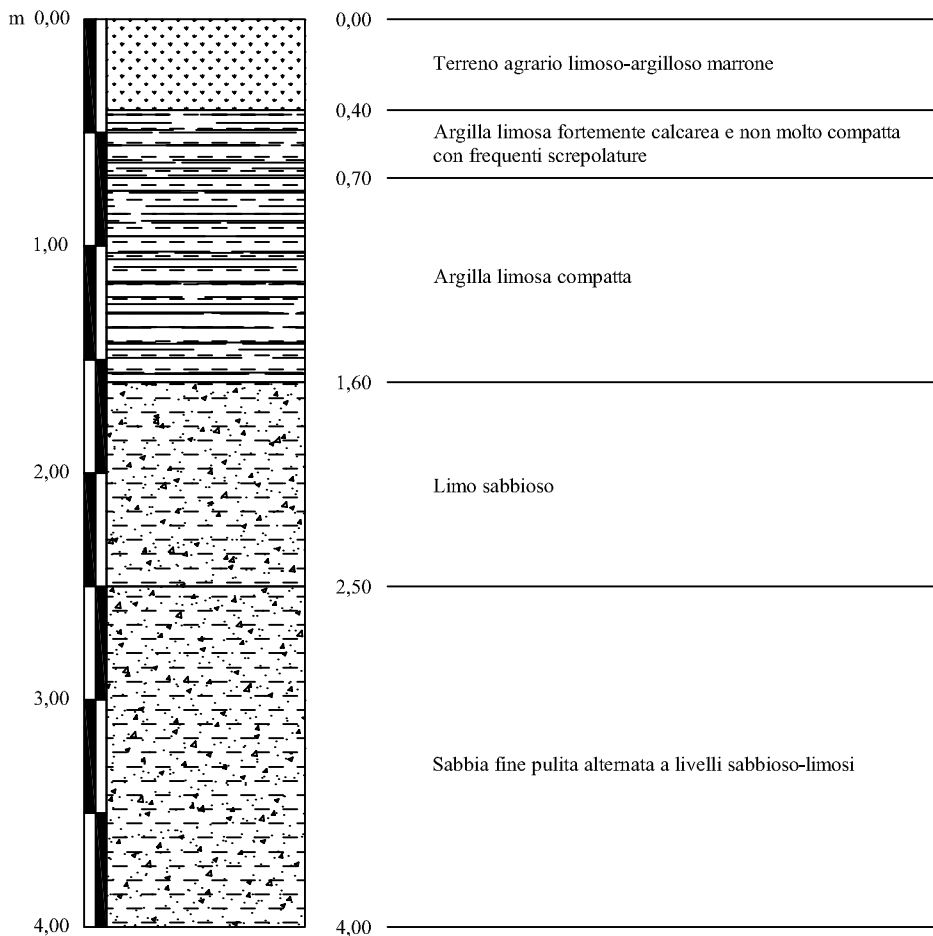 m 0,00
0,00
Terreno agrario limoso-argilloso marrone
0,40
Argilla limosa fortemente calcarea e non molto compatta
con frequenti screpolature
0,70
1,00
Argilla limosa compatta
1,60
2,00
Limo sabbioso
2,50
3,00
Sabbia fine pulita alternata a livelli sabbioso-limosi
4,00
4,00